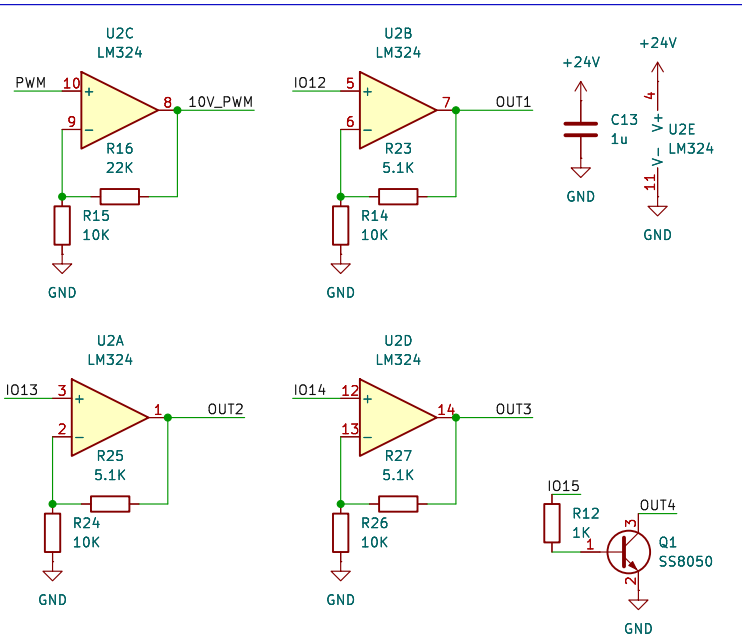 U2C
LM324
PWM
10
+
8
10V_PWM
9
−
R16
22K
R15
10K
GND
U2B
LM324
IO12
5
+
7
OUT1
6
−
R23
5.1K
R14
10K
GND
+24V
C13
1u
GND
+24V
4
V+
U2E
LM324
V−
11
GND
U2A
LM324
IO13
3
+
1
OUT2
2
−
R25
5.1K
R24
10K
GND
U2D
LM324
IO14
12
+
14
OUT3
13
−
R27
5.1K
R26
10K
GND
IO15
R12
1K
1
OUT4
3
Q1
SS8050
2
GND